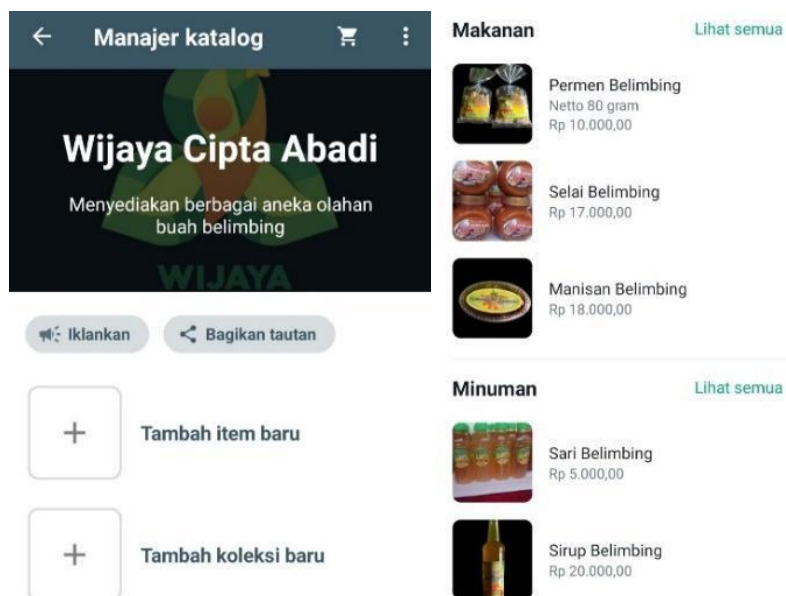 Manajer katalog
Wijaya Cipta Abadi
Menyediakan berbagai aneka olahan
buah belimbing
WIJAYA
Iklankan
Bagikan tautan
Tambah item baru
Tambah koleksi baru
Makanan
Lihat semua
Permen Belimbing
Netto 80 gram
Rp 10.000,00
Selai Belimbing
Rp 17.000,00
Manisan Belimbing
Rp 18.000,00
Minuman
Lihat semua
Sari Belimbing
Rp 5.000,00
Sirup Belimbing
Rp 20.000,00